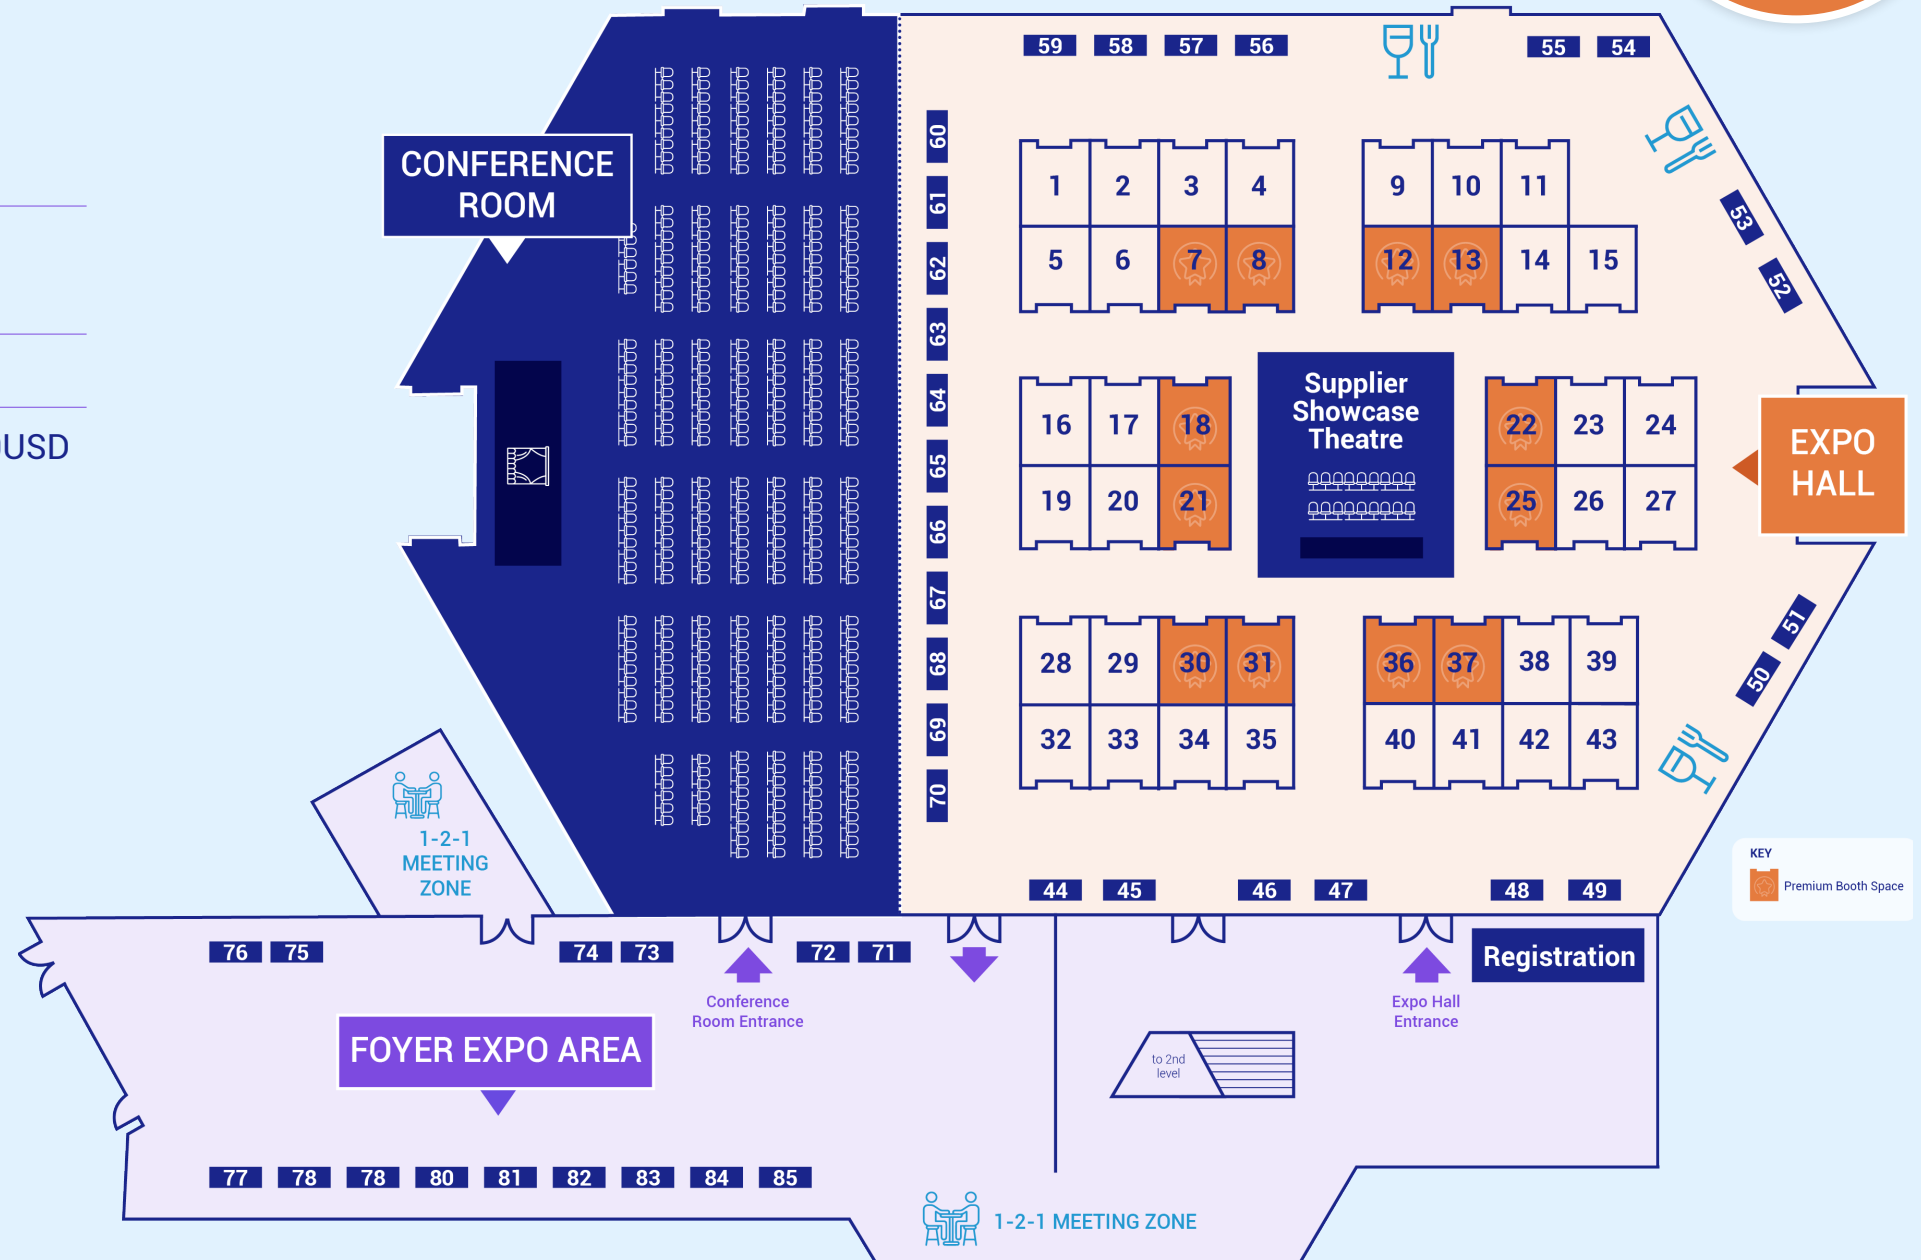 59 58 57 56
55 54
CONFERENCE
ROOM
60
61
62
63
64
65
66
67
68
69
70
1 2 3 4
5 6 7 8
9 10 11
12 13 14 15
53
52
16 17 18
19 20 21
Supplier
Showcase
Theatre
22 23 24
25 26 27
EXPO
HALL
USD
28 29 30 31
32 33 34 35
36 37 38 39
40 41 42 43
51
50
1-2-1
MEETING
ZONE
KEY
Premium Booth Space
44 45 46 47 48 49
76 75 74 73 72 71
Registration
Conference
Room Entrance
Expo Hall
Entrance
FOYER EXPO AREA
to 2nd
level
77 78 78 80 81 82 83 84 85
1-2-1 MEETING ZONE